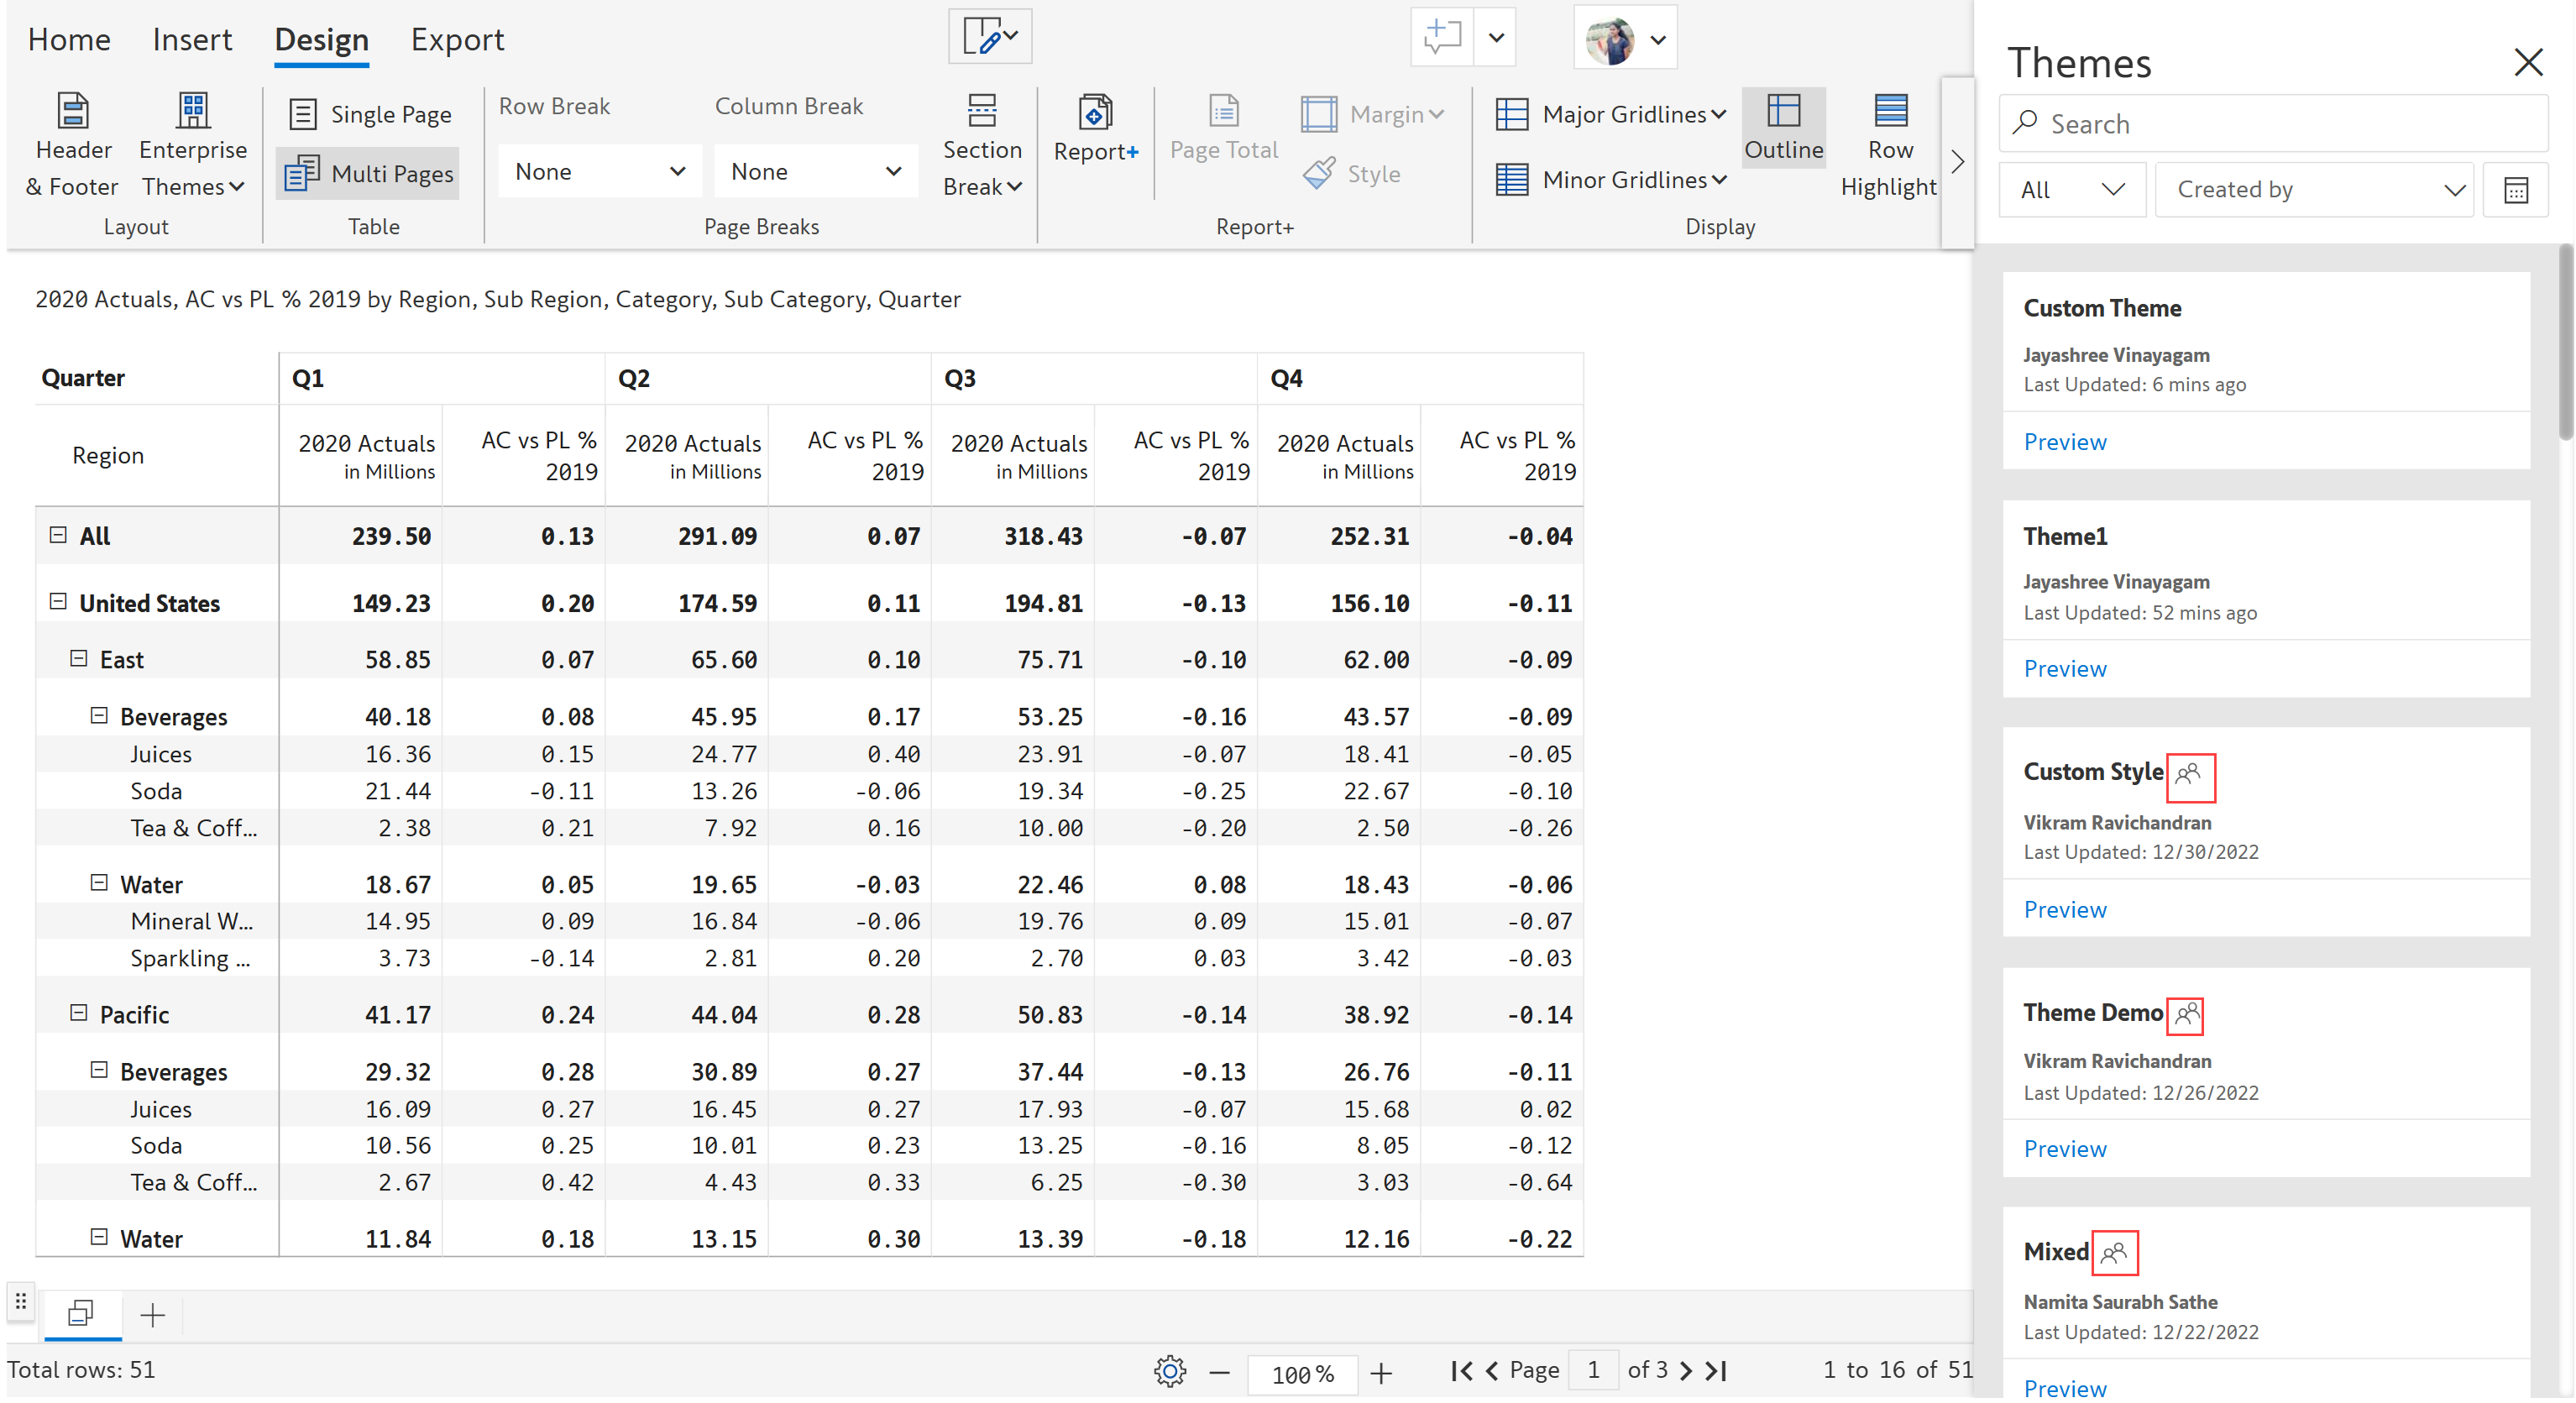 Home Insert Design Export
Header & Footer
Enterprise Themes
Layout
Single Page
Multi Pages
Table
Row Break
None
Column Break
None
Section Break
Page Breaks
Report+
Page Total
Margin
Style
Report+
Major Gridlines
Minor Gridlines
Outline
Row Highlight
Display
2020 Actuals, AC vs PL % 2019 by Region, Sub Region, Category, Sub Category, Quarter
Quarter Q1 Q2 Q3 Q4
Region 2020 Actuals in Millions AC vs PL % 2019 2020 Actuals in Millions AC vs PL % 2019 2020 Actuals in Millions AC vs PL % 2019 2020 Actuals in Millions AC vs PL % 2019
All 239.50 0.13 291.09 0.07 318.43 -0.07 252.31 -0.04
United States 149.23 0.20 174.59 0.11 194.81 -0.13 156.10 -0.11
East 58.85 0.07 65.60 0.10 75.71 -0.10 62.00 -0.09
Beverages 40.18 0.08 45.95 0.17 53.25 -0.16 43.57 -0.09
Juices 16.36 0.15 24.77 0.40 23.91 -0.07 18.41 -0.05
Soda 21.44 -0.11 13.26 -0.06 19.34 -0.25 22.67 -0.10
Tea & Coff... 2.38 0.21 7.92 0.16 10.00 -0.20 2.50 -0.26
Water 18.67 0.05 19.65 -0.03 22.46 0.08 18.43 -0.06
Mineral W... 14.95 0.09 16.84 -0.06 19.76 0.09 15.01 -0.07
Sparkling ... 3.73 -0.14 2.81 0.20 2.70 0.03 3.42 -0.03
Pacific 41.17 0.24 44.04 0.28 50.83 -0.14 38.92 -0.14
Beverages 29.32 0.28 30.89 0.27 37.44 -0.13 26.76 -0.11
Juices 16.09 0.27 16.45 0.27 17.93 -0.07 15.68 0.02
Soda 10.56 0.25 10.01 0.23 13.25 -0.16 8.05 -0.12
Tea & Coff... 2.67 0.42 4.43 0.33 6.25 -0.30 3.03 -0.64
Water 11.84 0.18 13.15 0.30 13.39 -0.18 12.16 -0.22
Total rows: 51
100 %
Page 1 of 3
1 to 16 of 51
Themes
Search
All
Created by
Custom Theme
Jayashree Vinayagam
Last Updated: 6 mins ago
Preview
Theme1
Jayashree Vinayagam
Last Updated: 52 mins ago
Preview
Custom Style
Vikram Ravichandran
Last Updated: 12/30/2022
Preview
Theme Demo
Vikram Ravichandran
Last Updated: 12/26/2022
Preview
Mixed
Namita Saurabh Sathe
Last Updated: 12/22/2022
Preview